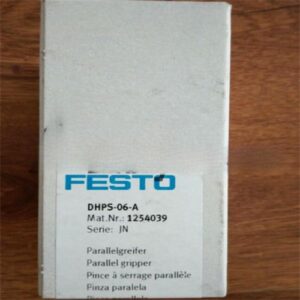 FESTO
DHPS-06-A
Mat.Nr.: 1254039
Serie: JN
Parallelgreifer
Parallel gripper
Pince à serrage parallèle
Pinza paralela